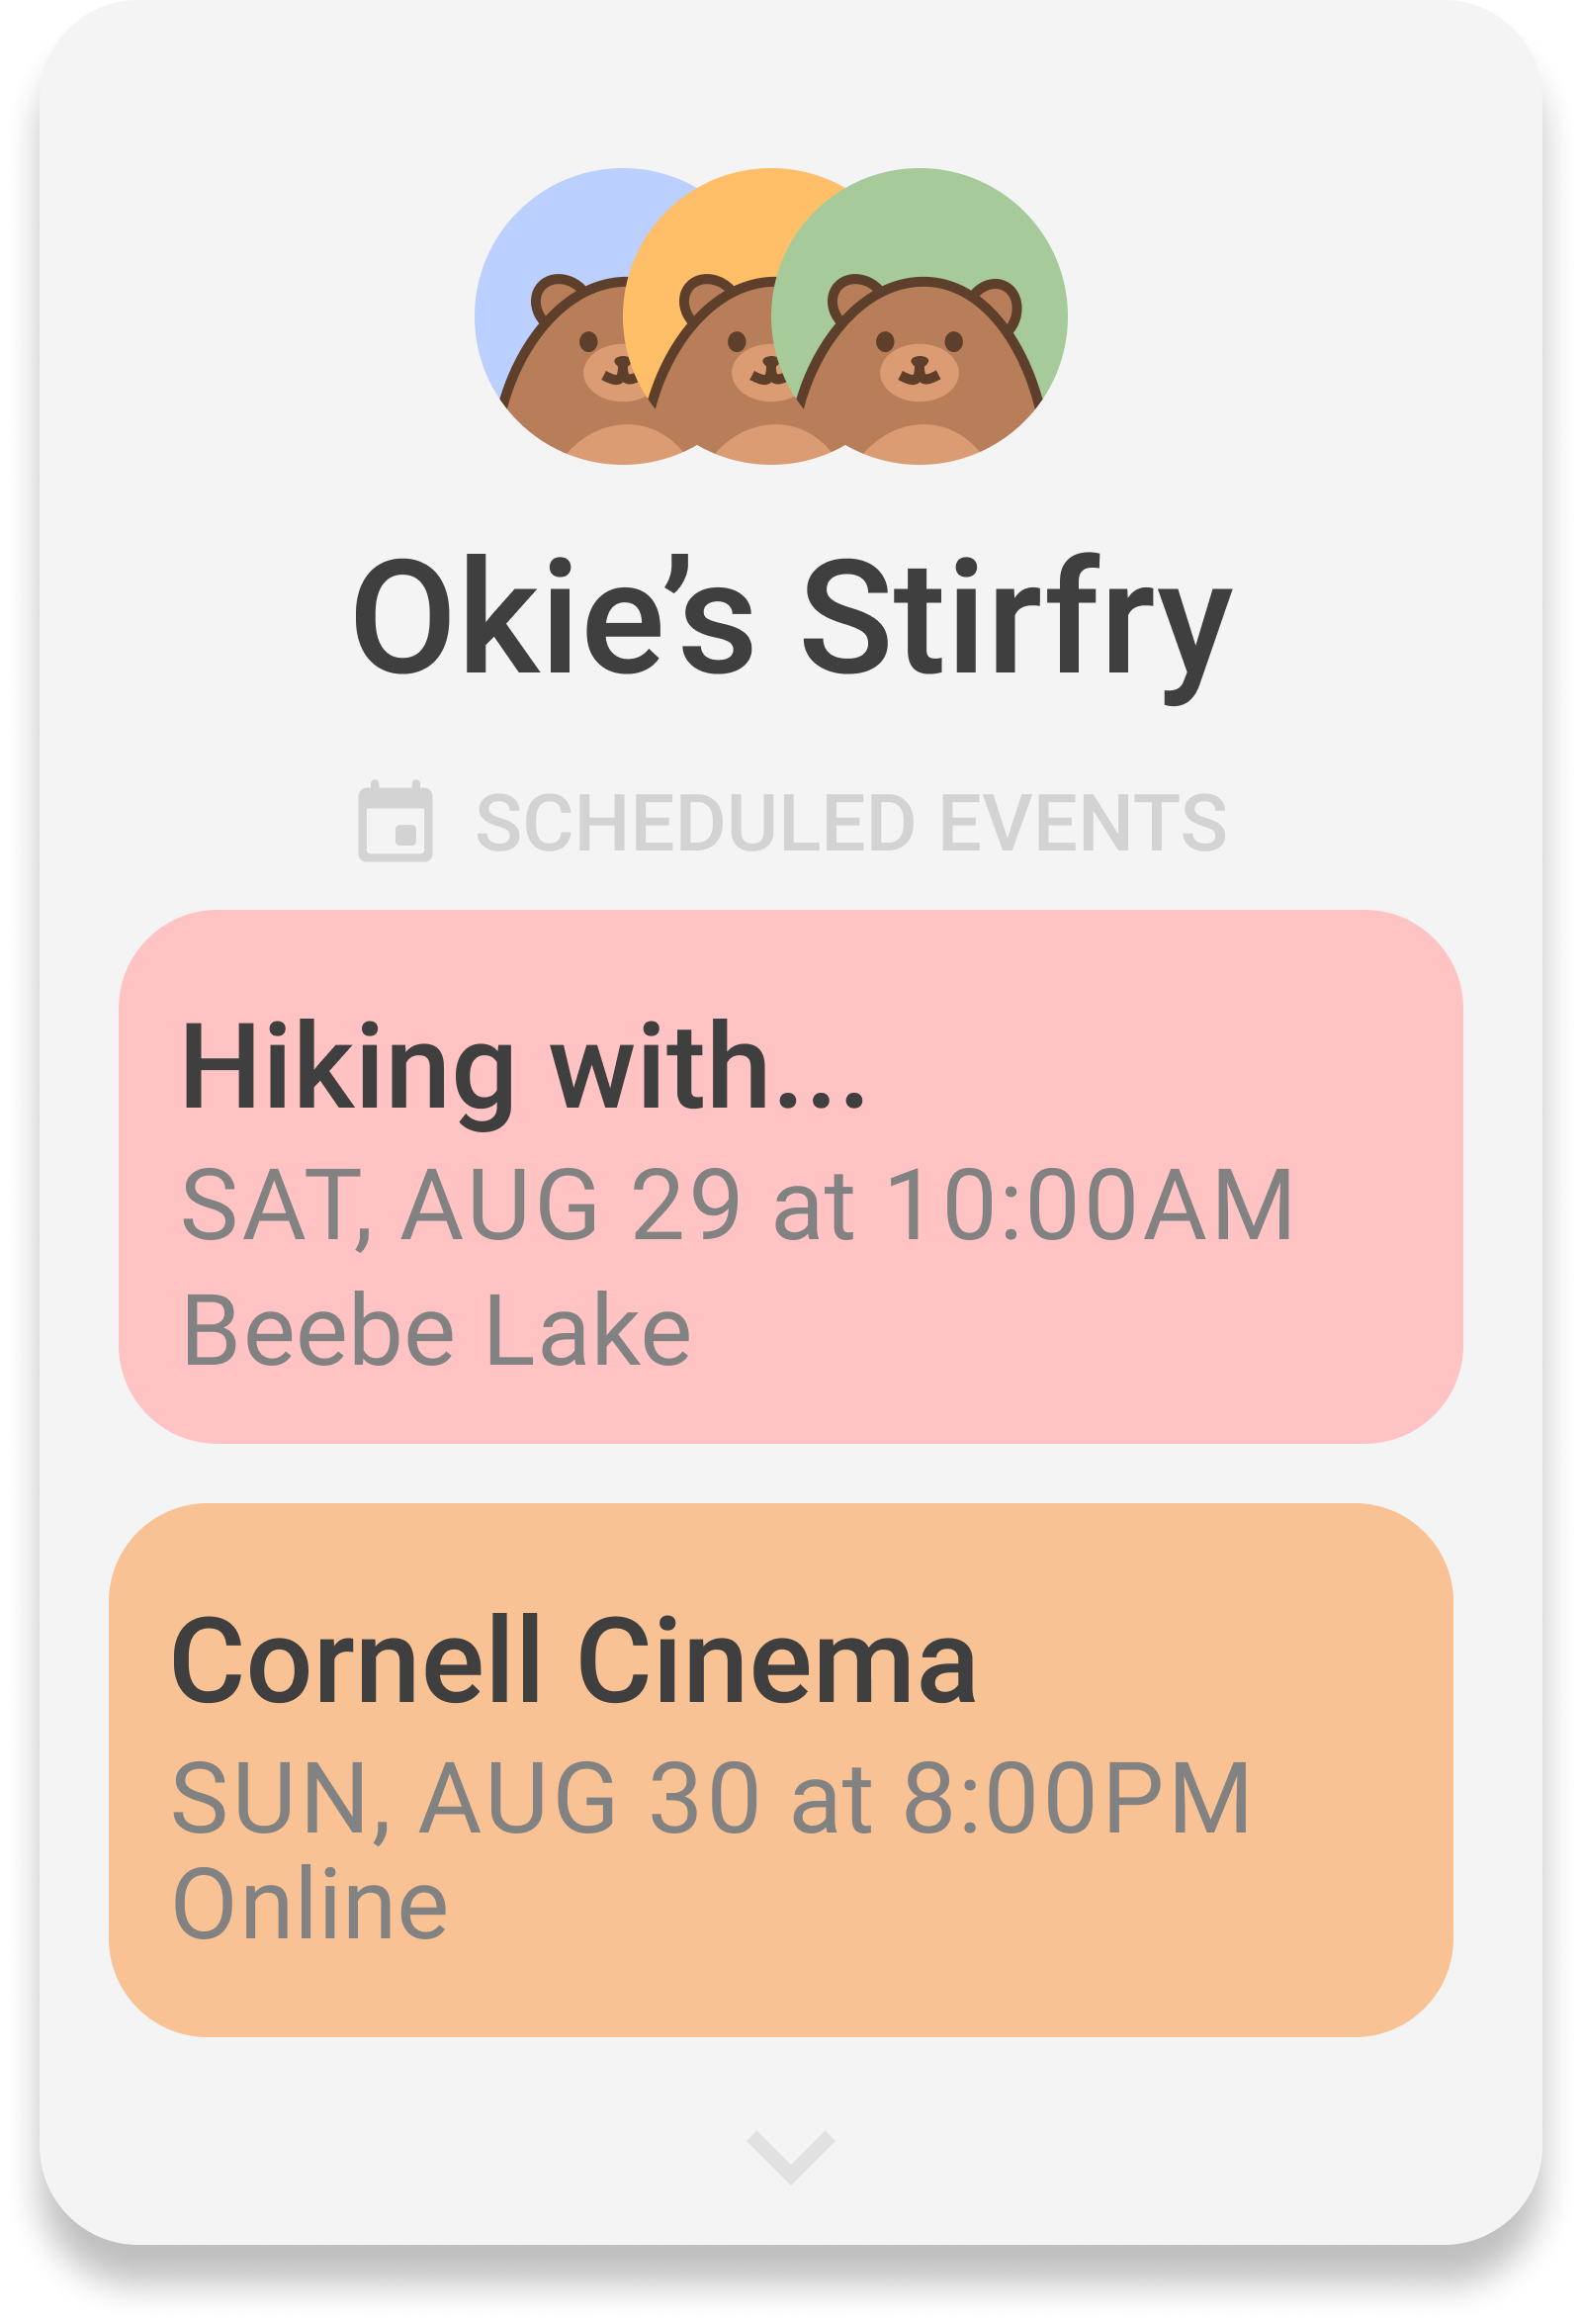 Okie’s Stirfry
SCHEDULED EVENTS
Hiking with...
SAT, AUG 29 at 10:00AM
Beebe Lake
Cornell Cinema
SUN, AUG 30 at 8:00PM
Online